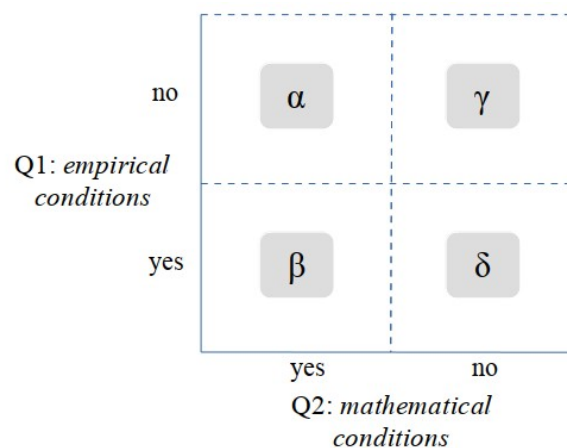 no
α
γ
Q1: empirical
conditions
yes
β
δ
yes
no
Q2: mathematical
conditions